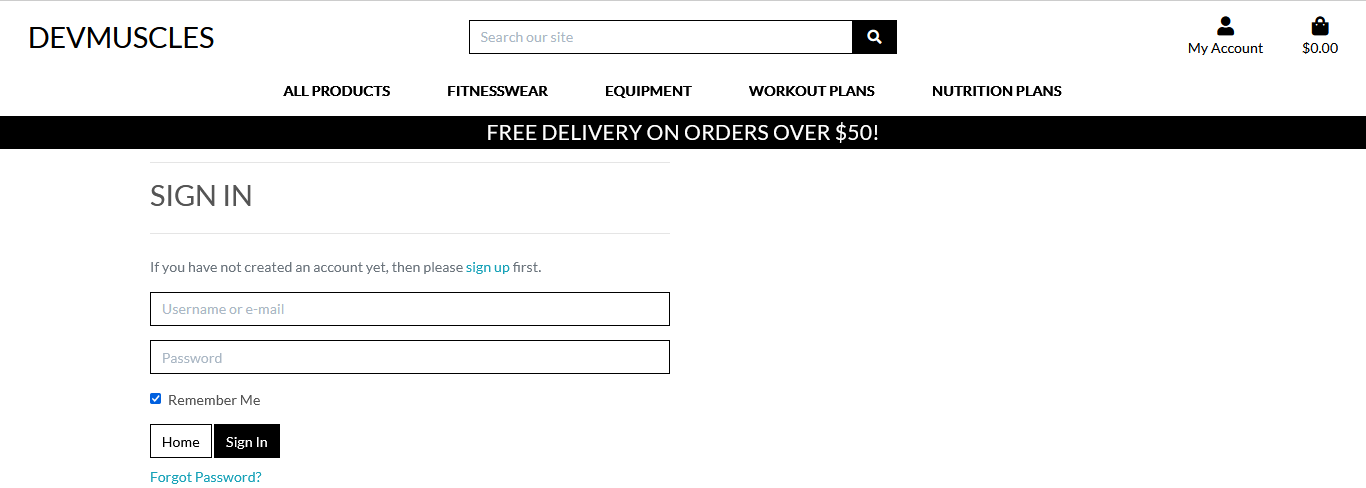 DEVMUSCLES
Search our site
My Account
$0.00
ALL PRODUCTS FITNESSWEAR EQUIPMENT WORKOUT PLANS NUTRITION PLANS
FREE DELIVERY ON ORDERS OVER $50!
SIGN IN
If you have not created an account yet, then please sign up first.
Username or e-mail
Password
Remember Me
Home Sign In
Forgot Password?